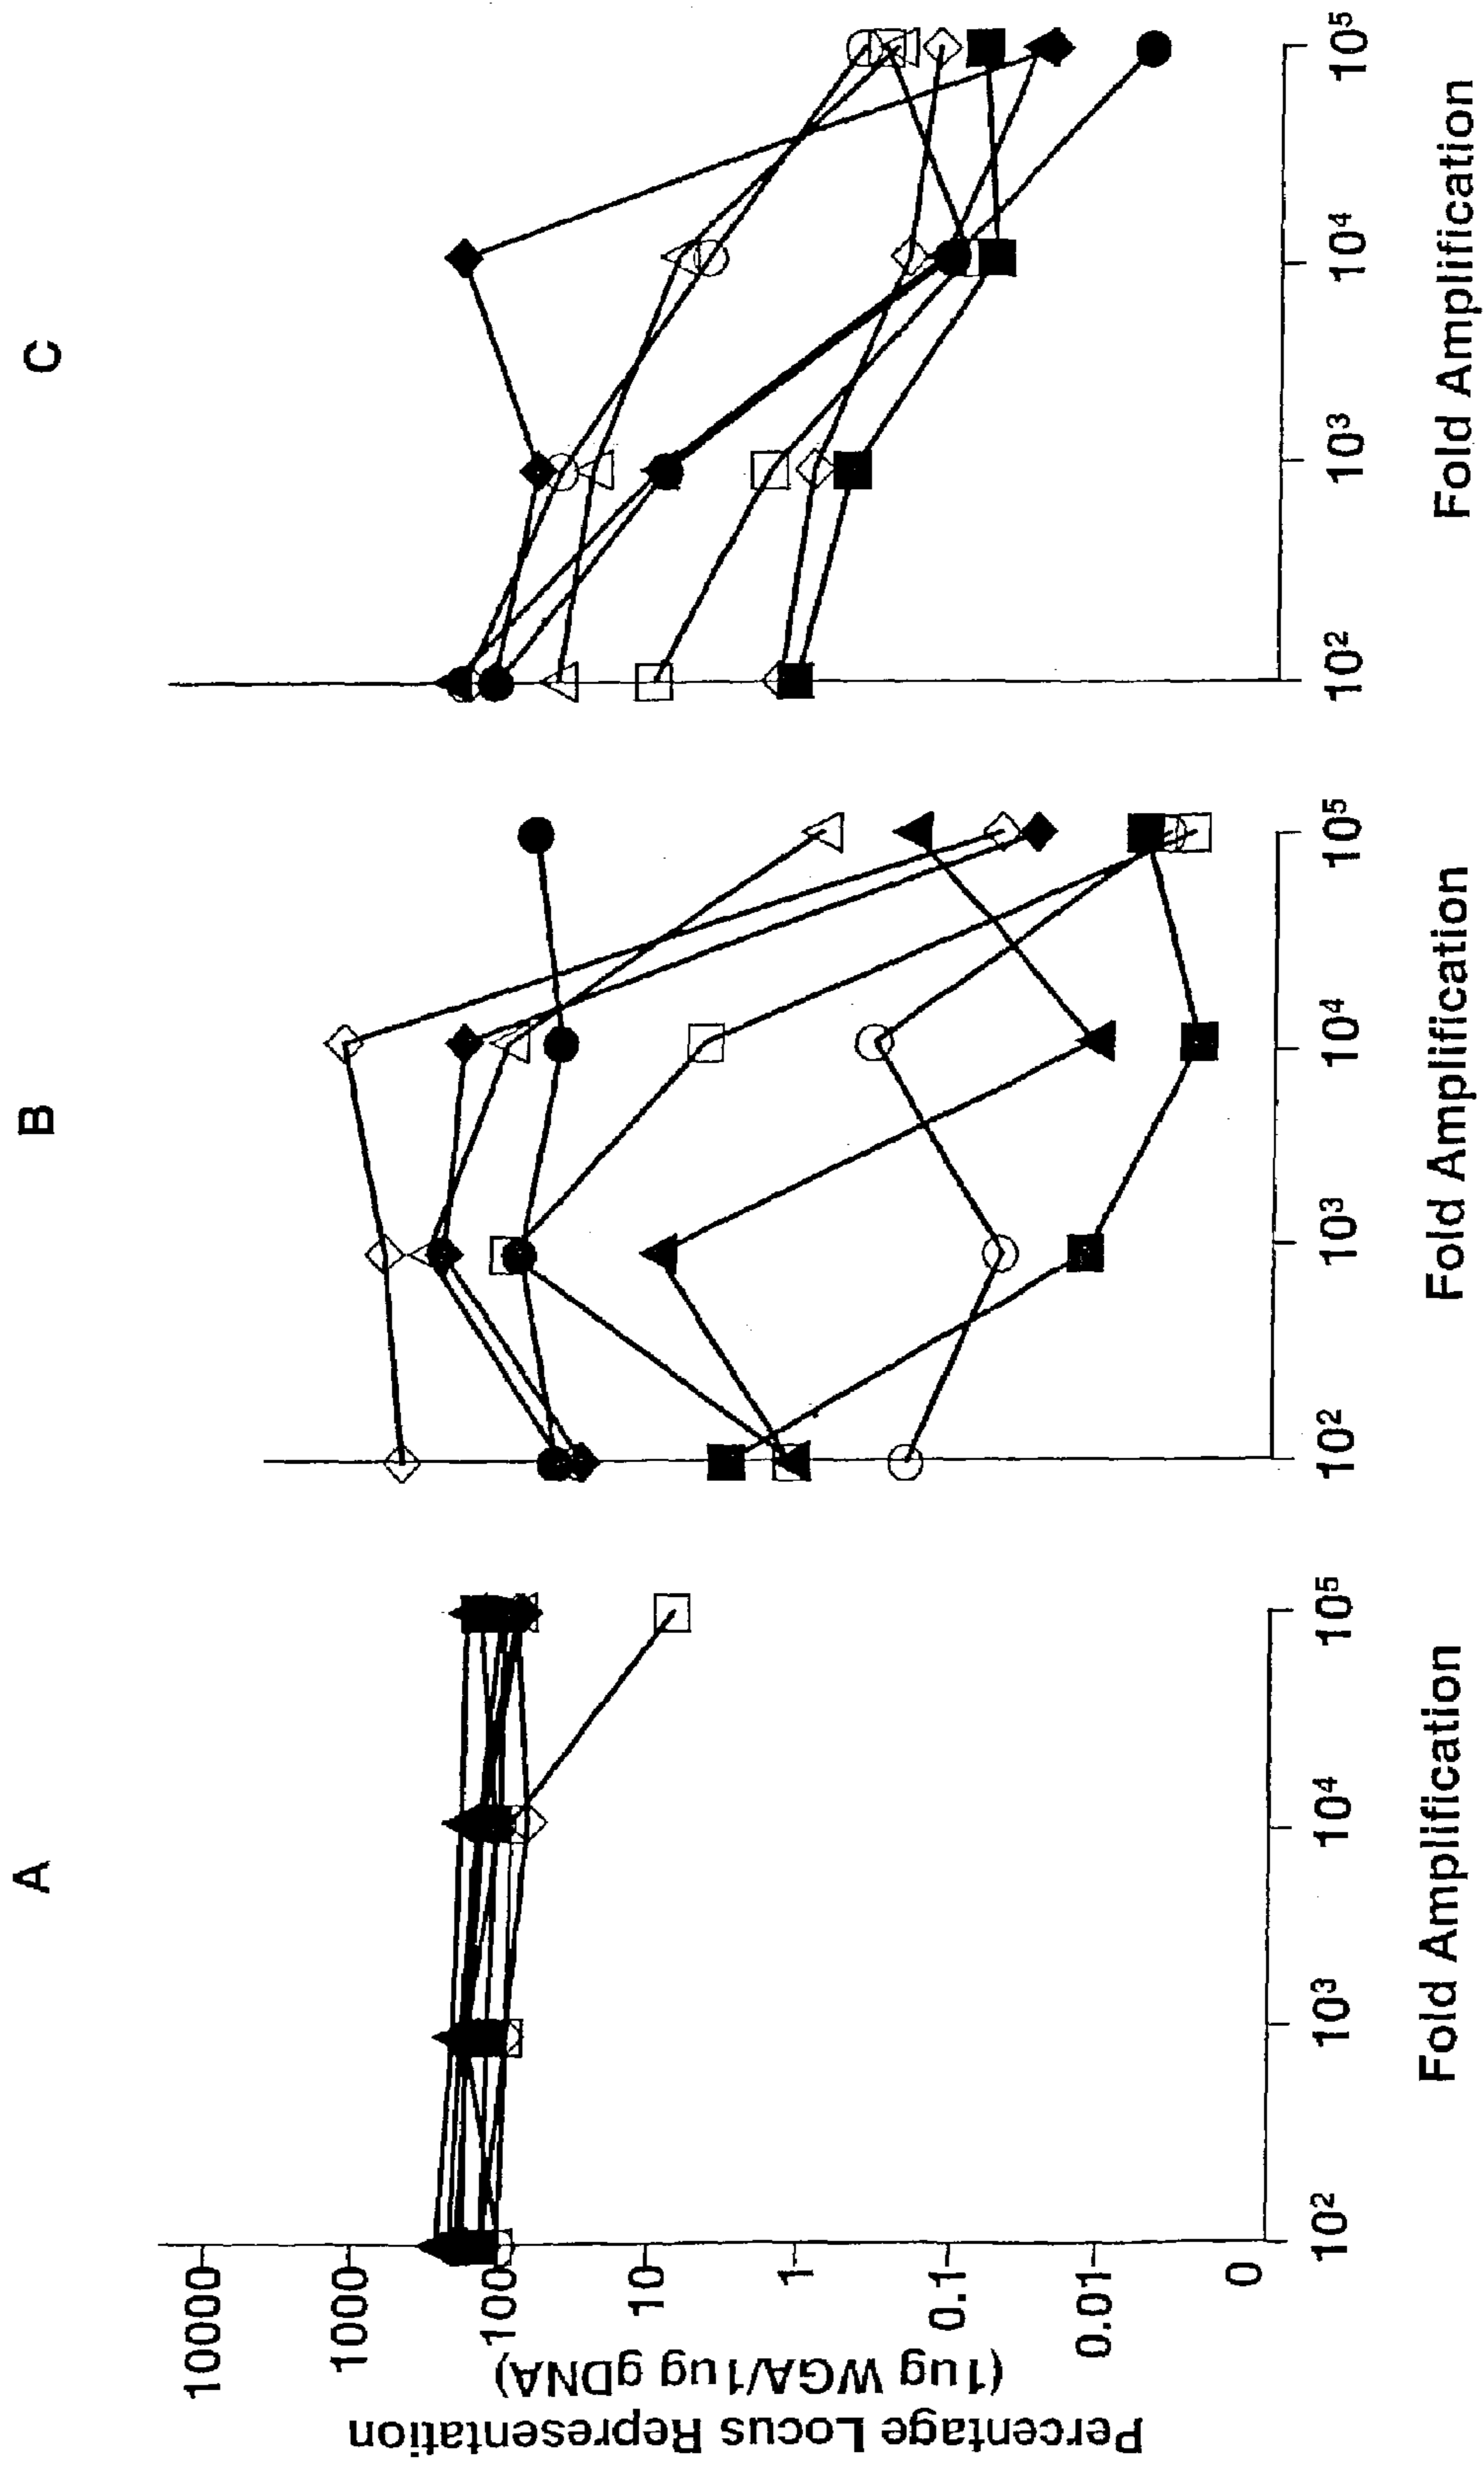 A
B
C
10000
1000
100
10
1
0.1
0.01
0
Percentage Locus Representation
(1ug WGA/1ug gDNA)
10²
10³
10⁴
10⁵
10²
10³
10⁴
10⁵
10²
10³
10⁴
10⁵
Fold Amplification
Fold Amplification
Fold Amplification